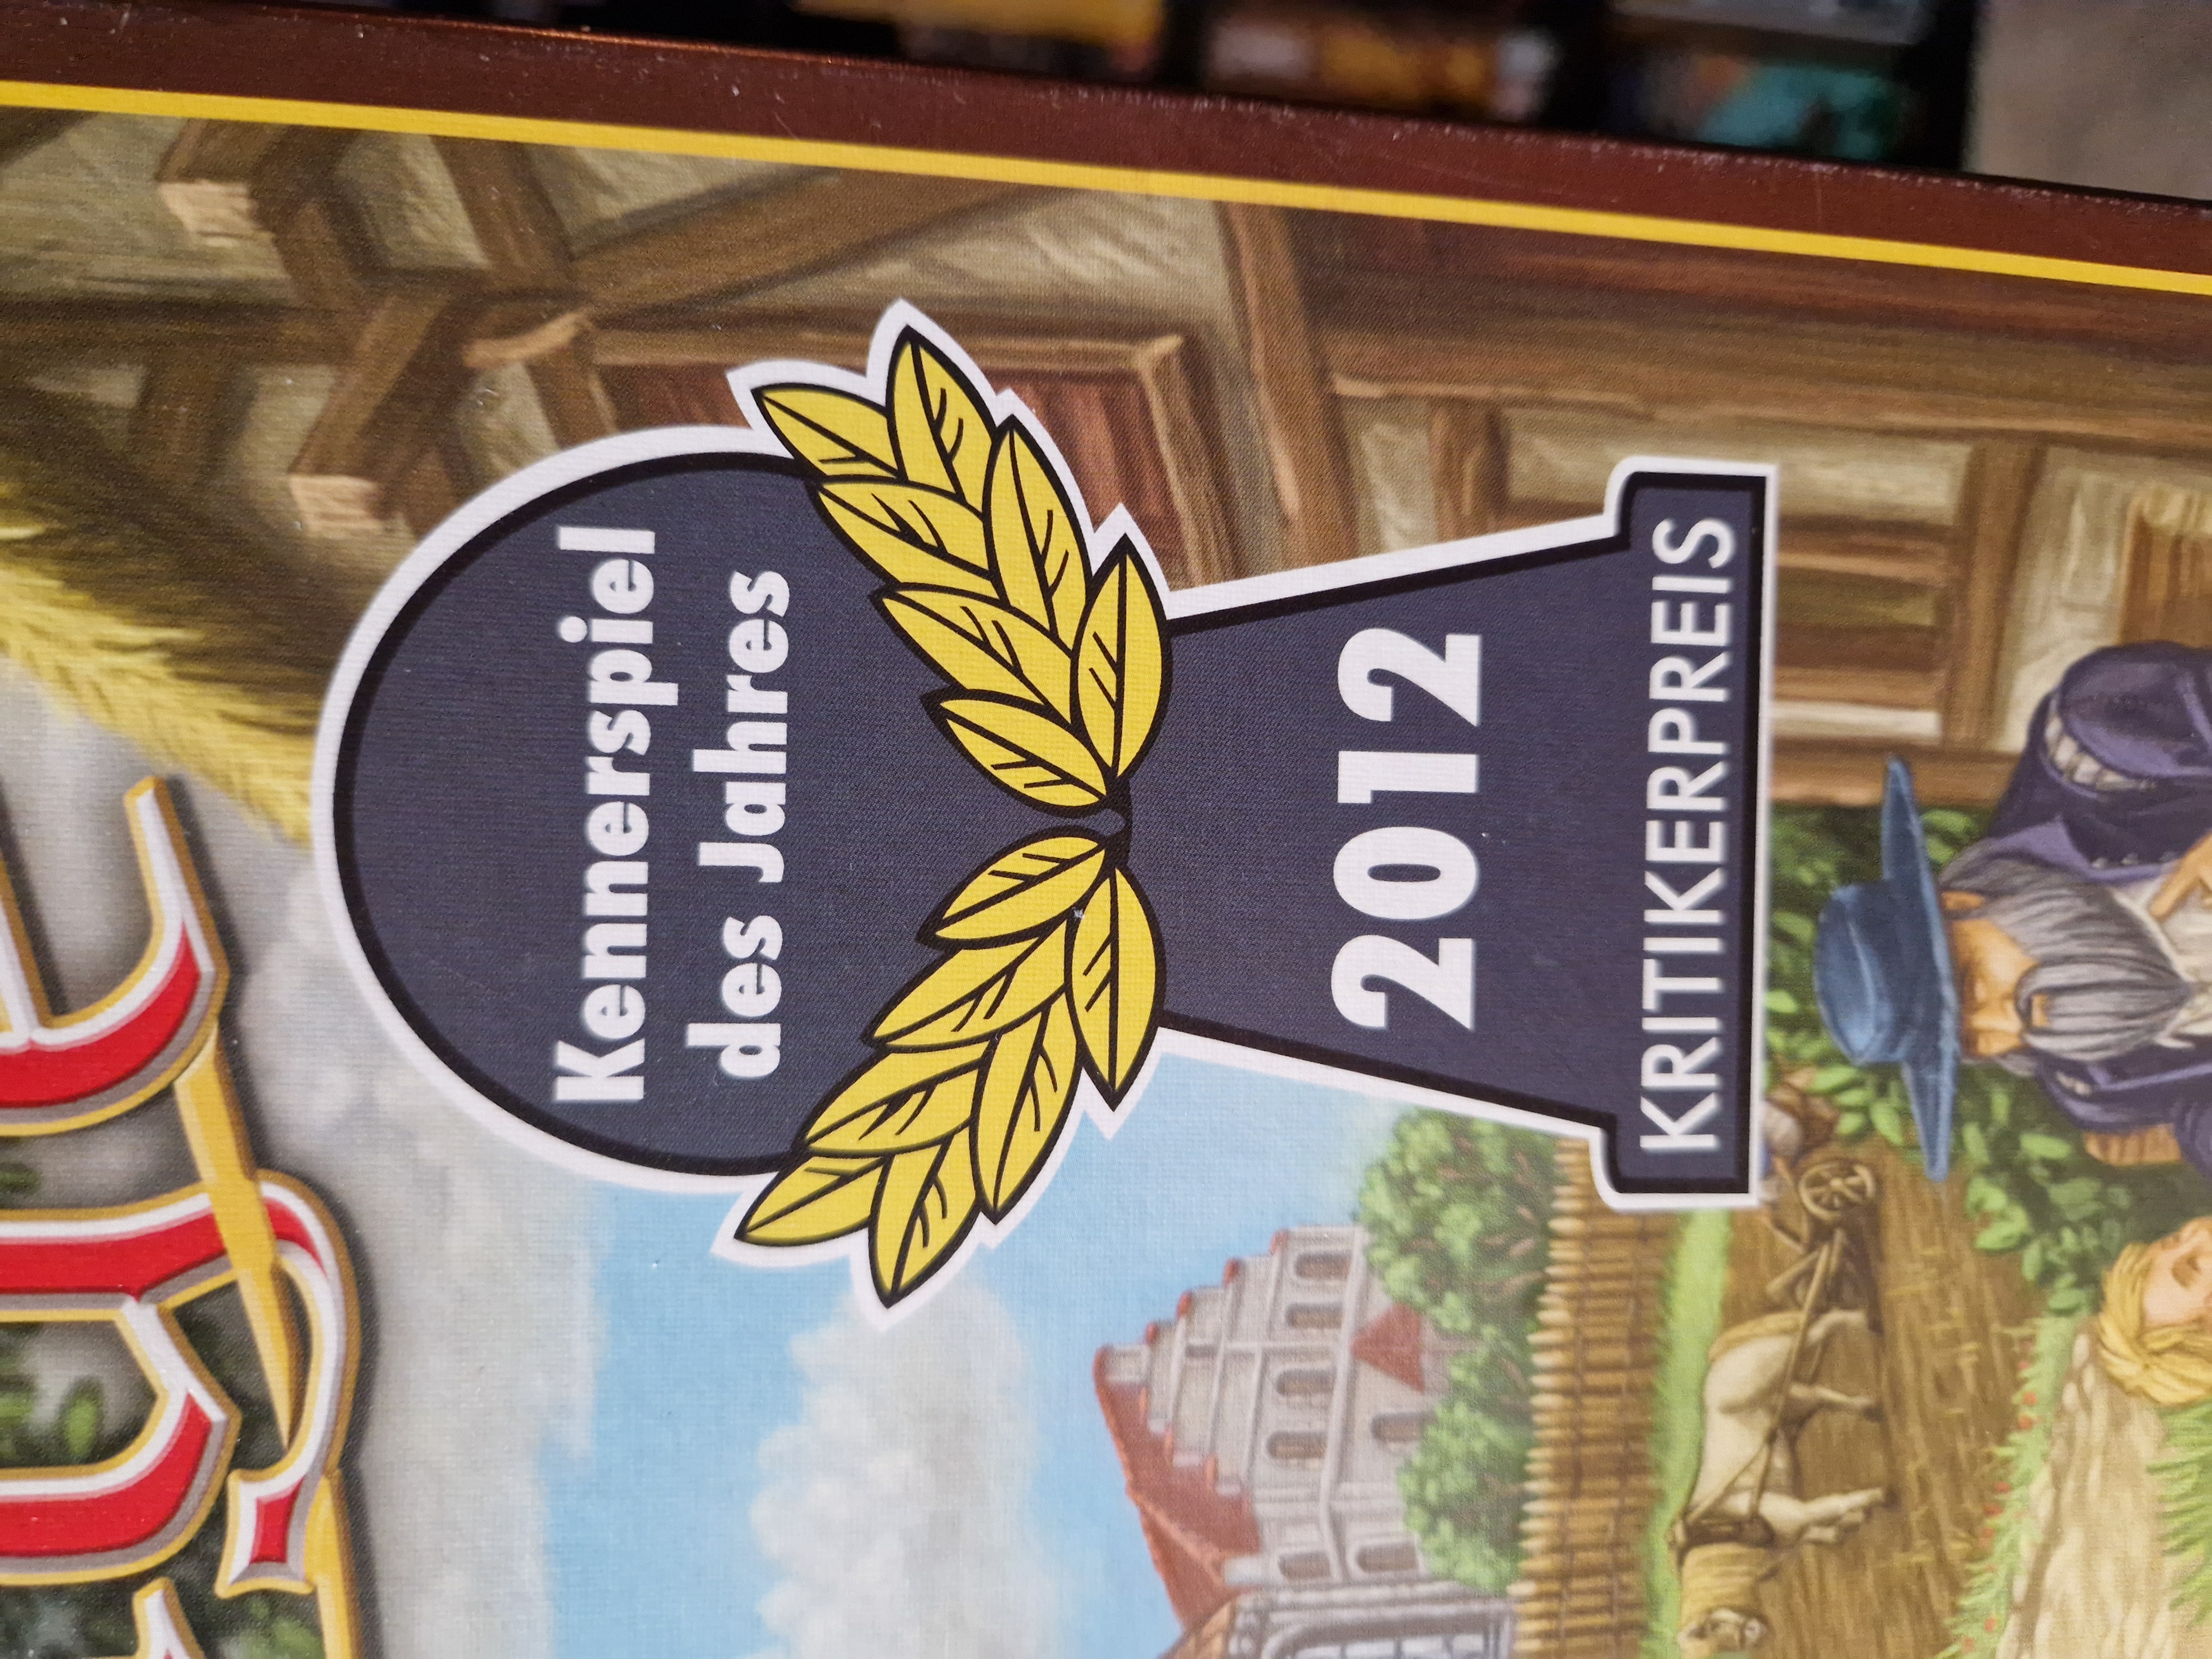 Kennerspiel
des Jahres
2012
KRITIKERPREIS